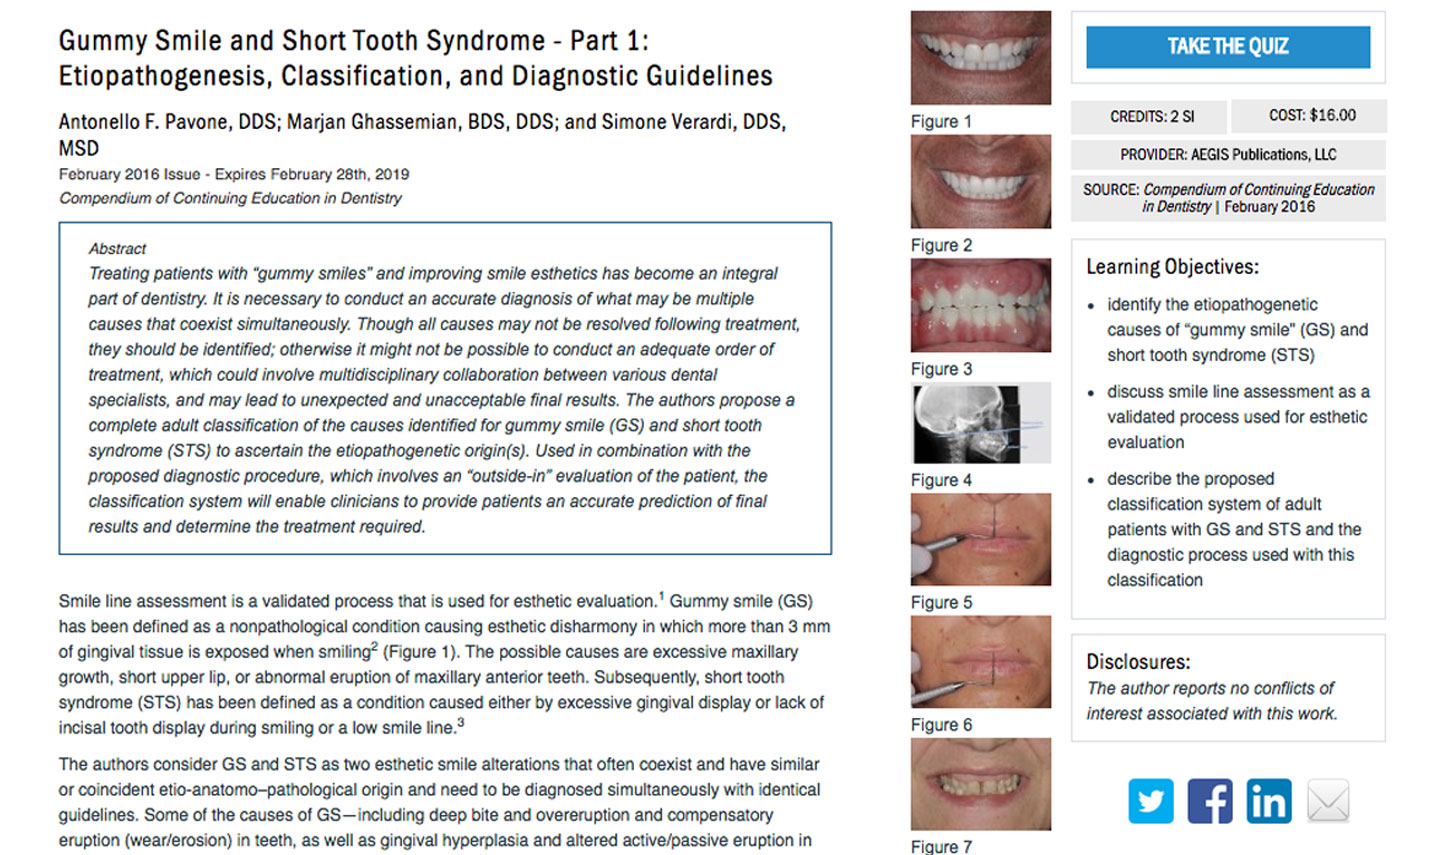 Gummy Smile and Short Tooth Syndrome - Part 1:
Etiopathogenesis, Classification, and Diagnostic Guidelines
Antonello F. Pavone, DDS; Marjan Ghassemian, BDS, DDS; and Simone Verardi, DDS,
MSD
February 2016 Issue - Expires February 28th, 2019
Compendium of Continuing Education in Dentistry
Abstract
Treating patients with “gummy smiles” and improving smile esthetics has become an integral
part of dentistry. It is necessary to conduct an accurate diagnosis of what may be multiple
causes that coexist simultaneously. Though all causes may not be resolved following treatment,
they should be identified; otherwise it might not be possible to conduct an adequate order of
treatment, which could involve multidisciplinary collaboration between various dental
specialists, and may lead to unexpected and unacceptable final results. The authors propose a
complete adult classification of the causes identified for gummy smile (GS) and short tooth
syndrome (STS) to ascertain the etiopathogenetic origin(s). Used in combination with the
proposed diagnostic procedure, which involves an “outside-in” evaluation of the patient, the
classification system will enable clinicians to provide patients an accurate prediction of final
results and determine the treatment required.
Smile line assessment is a validated process that is used for esthetic evaluation.1 Gummy smile (GS)
has been defined as a nonpathological condition causing esthetic disharmony in which more than 3 mm
of gingival tissue is exposed when smiling2 (Figure 1). The possible causes are excessive maxillary
growth, short upper lip, or abnormal eruption of maxillary anterior teeth. Subsequently, short tooth
syndrome (STS) has been defined as a condition caused either by excessive gingival display or lack of
incisal tooth display during smiling or a low smile line.3
The authors consider GS and STS as two esthetic smile alterations that often coexist and have similar
or coincident etio-anatomo–pathological origin and need to be diagnosed simultaneously with identical
guidelines. Some of the causes of GS—including deep bite and overeruption and compensatory
eruption (wear/erosion) in teeth, as well as gingival hyperplasia and altered active/passive eruption in
Figure 1
Figure 2
Figure 3
Figure 4
Figure 5
Figure 6
Figure 7
TAKE THE QUIZ
CREDITS: 2 SI
COST: $16.00
PROVIDER: AEGIS Publications, LLC
SOURCE: Compendium of Continuing Education
in Dentistry | February 2016
Learning Objectives:
• identify the etiopathogenetic
causes of “gummy smile” (GS) and
short tooth syndrome (STS)
• discuss smile line assessment as a
validated process used for esthetic
evaluation
• describe the proposed
classification system of adult
patients with GS and STS and the
diagnostic process used with this
classification
Disclosures:
The author reports no conflicts of
interest associated with this work.